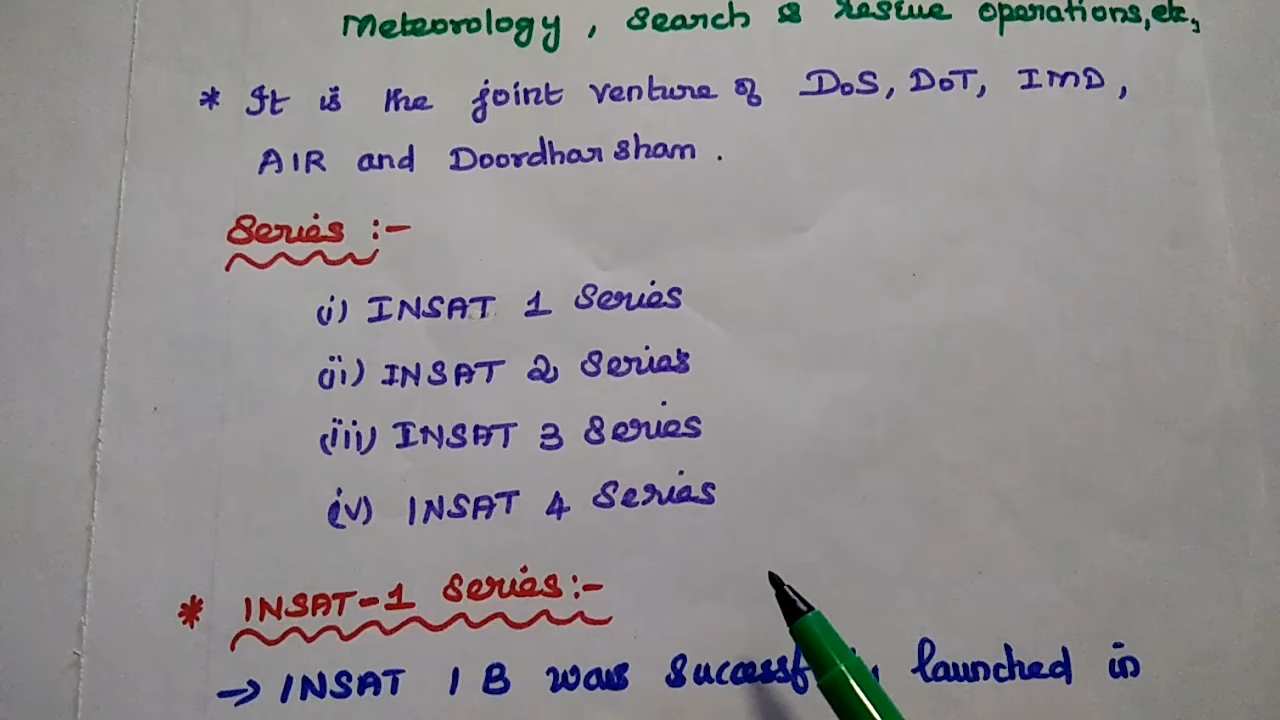 Meteorology, Search & rescue operations, etc,
* It is the joint venture of DoS, DoT, IMD,
AIR and Doordharsham.
Series :-
(i) INSAT 1 Series
(ii) INSAT 2 Series
(iii) INSAT 3 Series
(iv) INSAT 4 Series
* INSAT-1 Series:-
→ INSAT 1 B was launched in